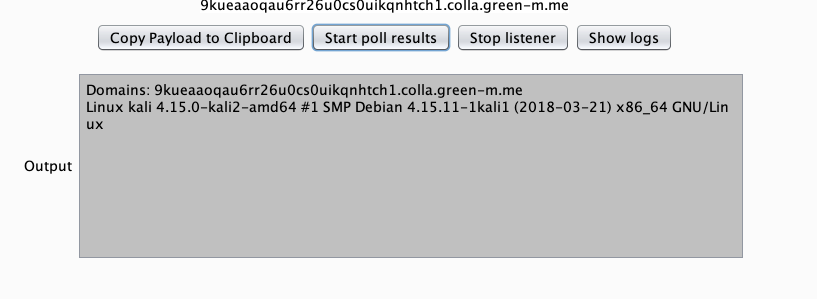 9kueaaoqau6rr26u0cs0uikqnhtch1.colla.green-m.me
Copy Payload to Clipboard Start poll results Stop listener Show logs
Domains: 9kueaaoqau6rr26u0cs0uikqnhtch1.colla.green-m.me
Linux kali 4.15.0-kali2-amd64 #1 SMP Debian 4.15.11-1kali1 (2018-03-21) x86_64 GNU/Lin
ux
Output